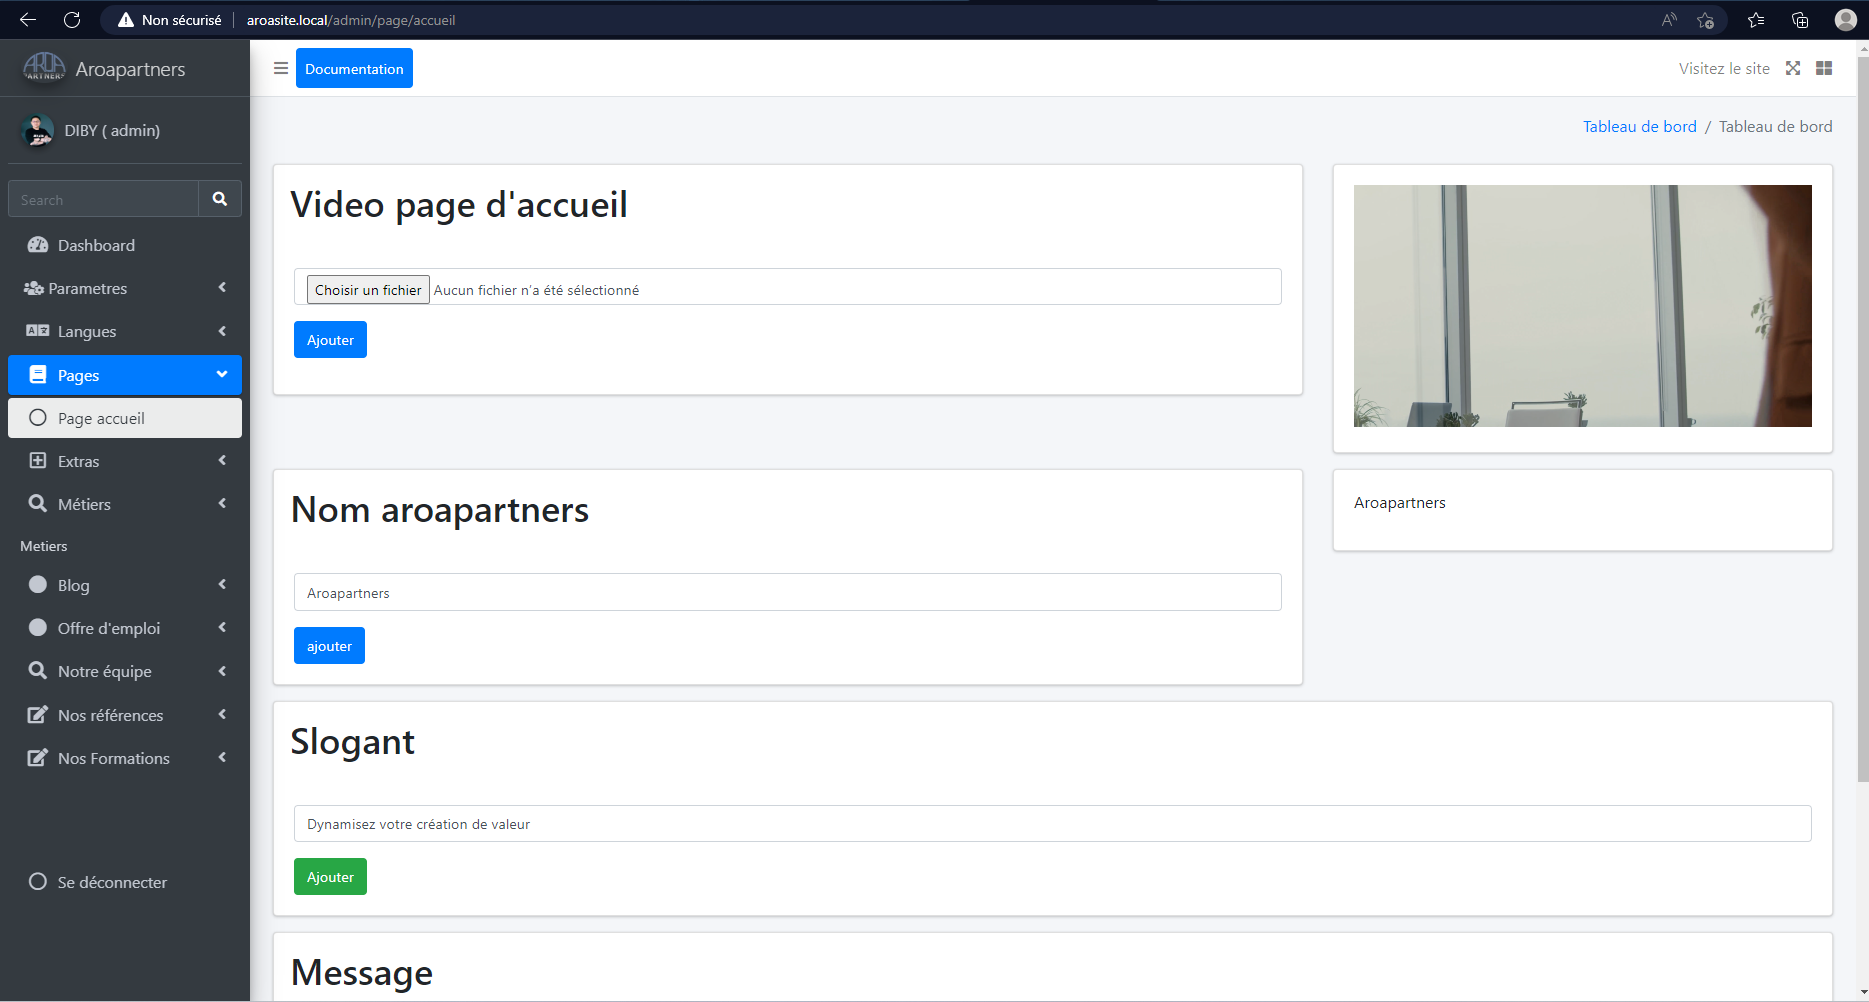 Non sécurisé
aroasite.local/admin/page/accueil
AROA
PARTNERS
Aroapartners
Documentation
Visitez le site
DIBY ( admin)
Tableau de bord / Tableau de bord
Search
Dashboard
Parametres
Langues
Pages
Page accueil
Extras
Métiers
Metiers
Blog
Offre d'emploi
Notre équipe
Nos références
Nos Formations
Se déconnecter
Video page d'accueil
Choisir un fichier Aucun fichier n’a été sélectionné
Ajouter
Nom aroapartners
Aroapartners
ajouter
Aroapartners
Slogant
Dynamisez votre création de valeur
Ajouter
Message